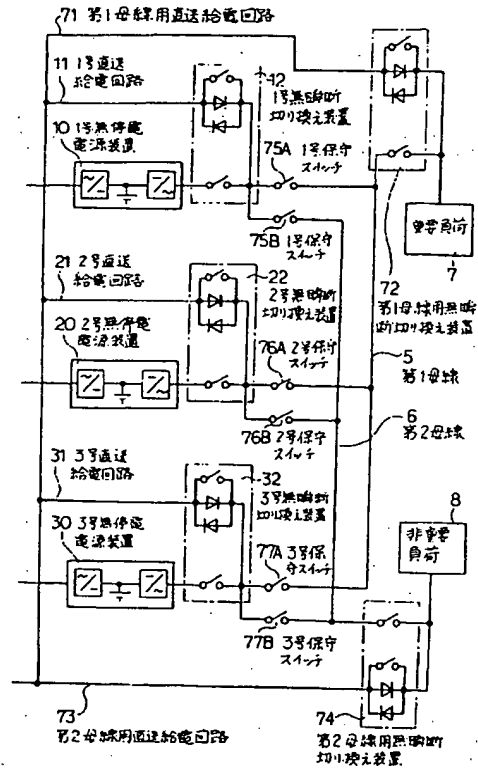 71 第1母線用直送給電回路
11 1号直送
給電回路
12
1号無瞬断
切り換え装置
10 1号無停電
電源装置
75A 1号保守
スイッチ
75B 1号保守
スイッチ
重要負荷
7
72
第1母線用無瞬
断切り換え装置
21 2号直送
給電回路
22
2号無瞬断
切り換え装置
20 2号無停電
電源装置
76A 2号保守
スイッチ
76B 2号保守
スイッチ
5
第1母線
6
第2母線
31 3号直送
給電回路
32
3号無瞬断
切り換え装置
30 3号無停電
電源装置
77A 3号保
守スイッチ
77B 3号保守
スイッチ
8
非重要
負荷
73
第2母線用直送給電回路
74
第2母線用無瞬断
切り換え装置